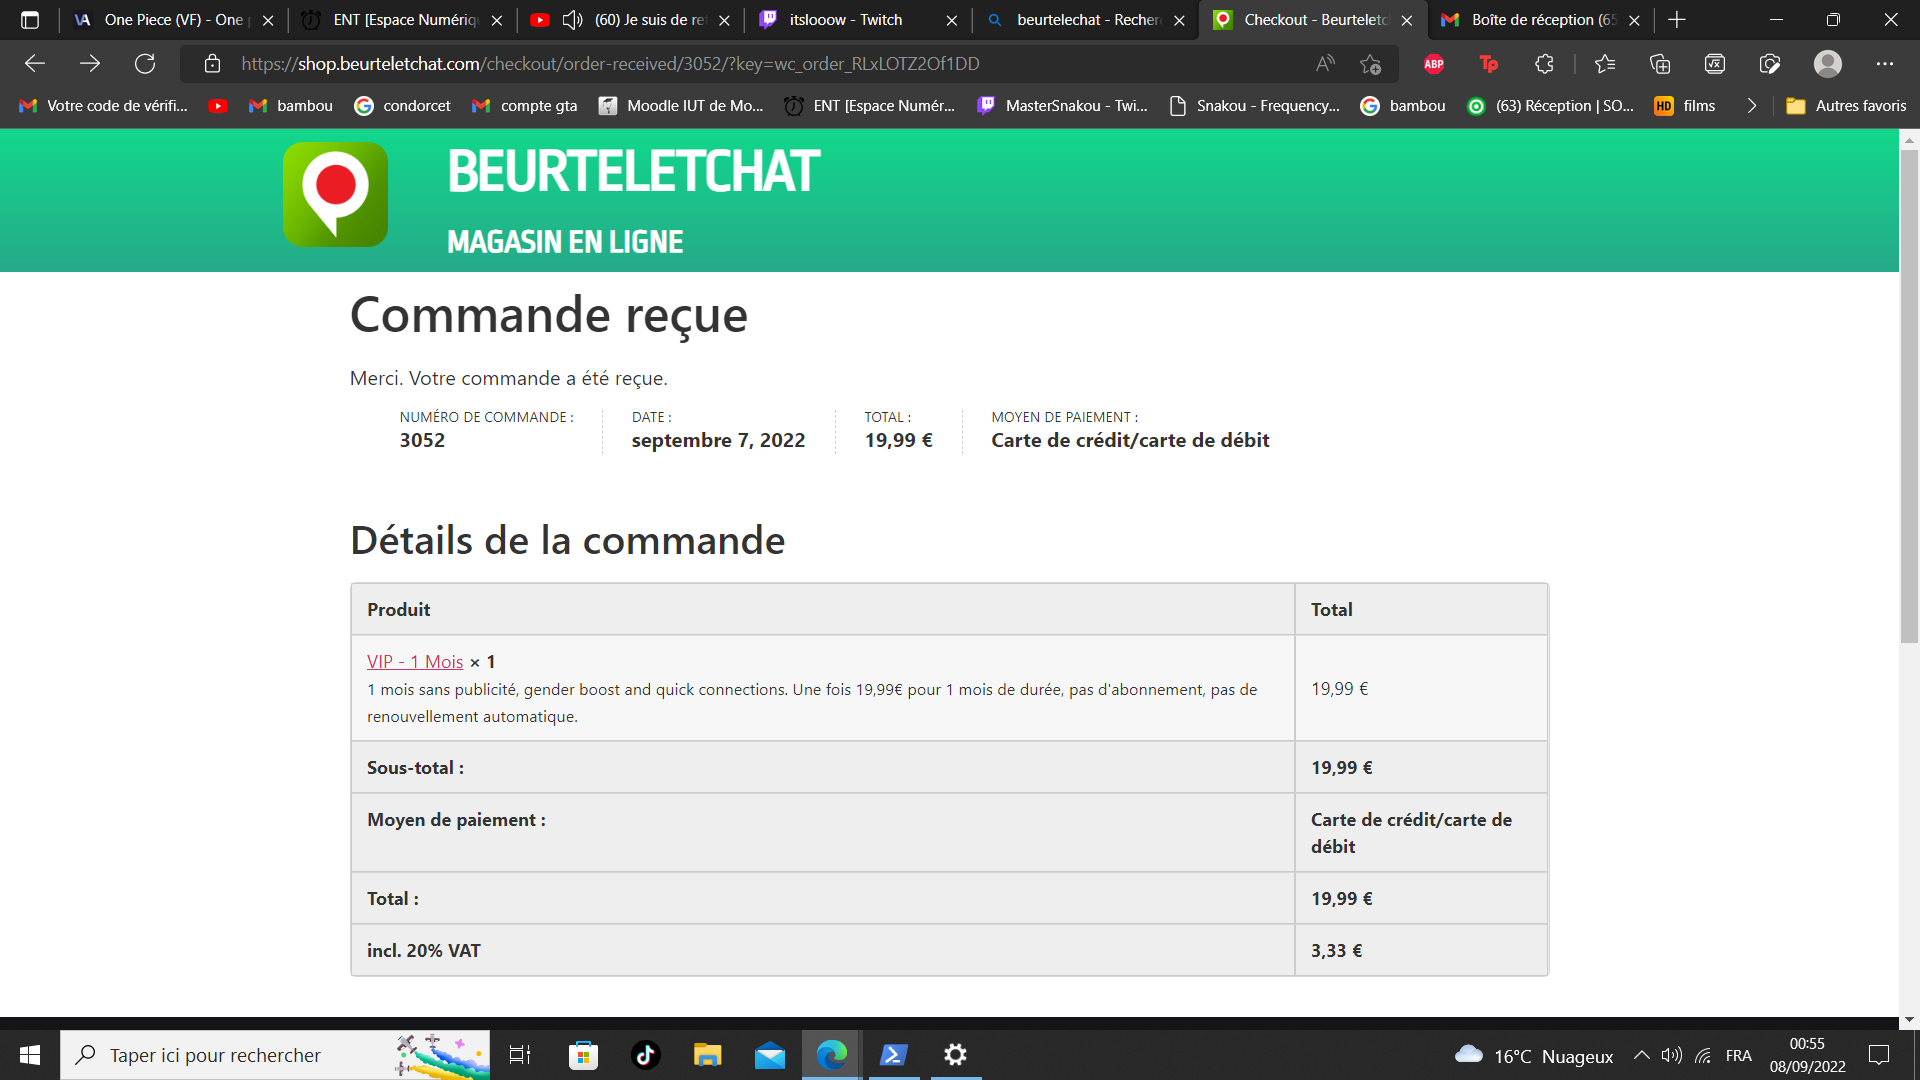 One Piece (VF) - One
ENT [Espace Numériq
(60) Je suis de re
itslooow - Twitch
beurtelechat - Recher
Checkout - Beurteletc
Boîte de réception (65
https://shop.beurteletchat.com/checkout/order-received/3052/?key=wc_order_RLxLOTZ2Of1DD
ABP
Tp
Votre code de vérifi...
bambou
condorcet
compte gta
Moodle IUT de Mo...
ENT [Espace Numér...
MasterSnakou - Twi...
Snakou - Frequency...
bambou
(63) Réception | SO...
HD
films
Autres favoris
BEURTELETCHAT
MAGASIN EN LIGNE
Commande reçue
Merci. Votre commande a été reçue.
NUMÉRO DE COMMANDE :
3052
DATE :
septembre 7, 2022
TOTAL :
19,99 €
MOYEN DE PAIEMENT :
Carte de crédit/carte de débit
Détails de la commande
Produit
Total
VIP - 1 Mois × 1
1 mois sans publicité, gender boost and quick connections. Une fois 19,99€ pour 1 mois de durée, pas d'abonnement, pas de
renouvellement automatique.
19,99 €
Sous-total :
19,99 €
Moyen de paiement :
Carte de crédit/carte de
débit
Total :
19,99 €
incl. 20% VAT
3,33 €
Taper ici pour rechercher
16°C Nuageux
FRA
00:55
08/09/2022